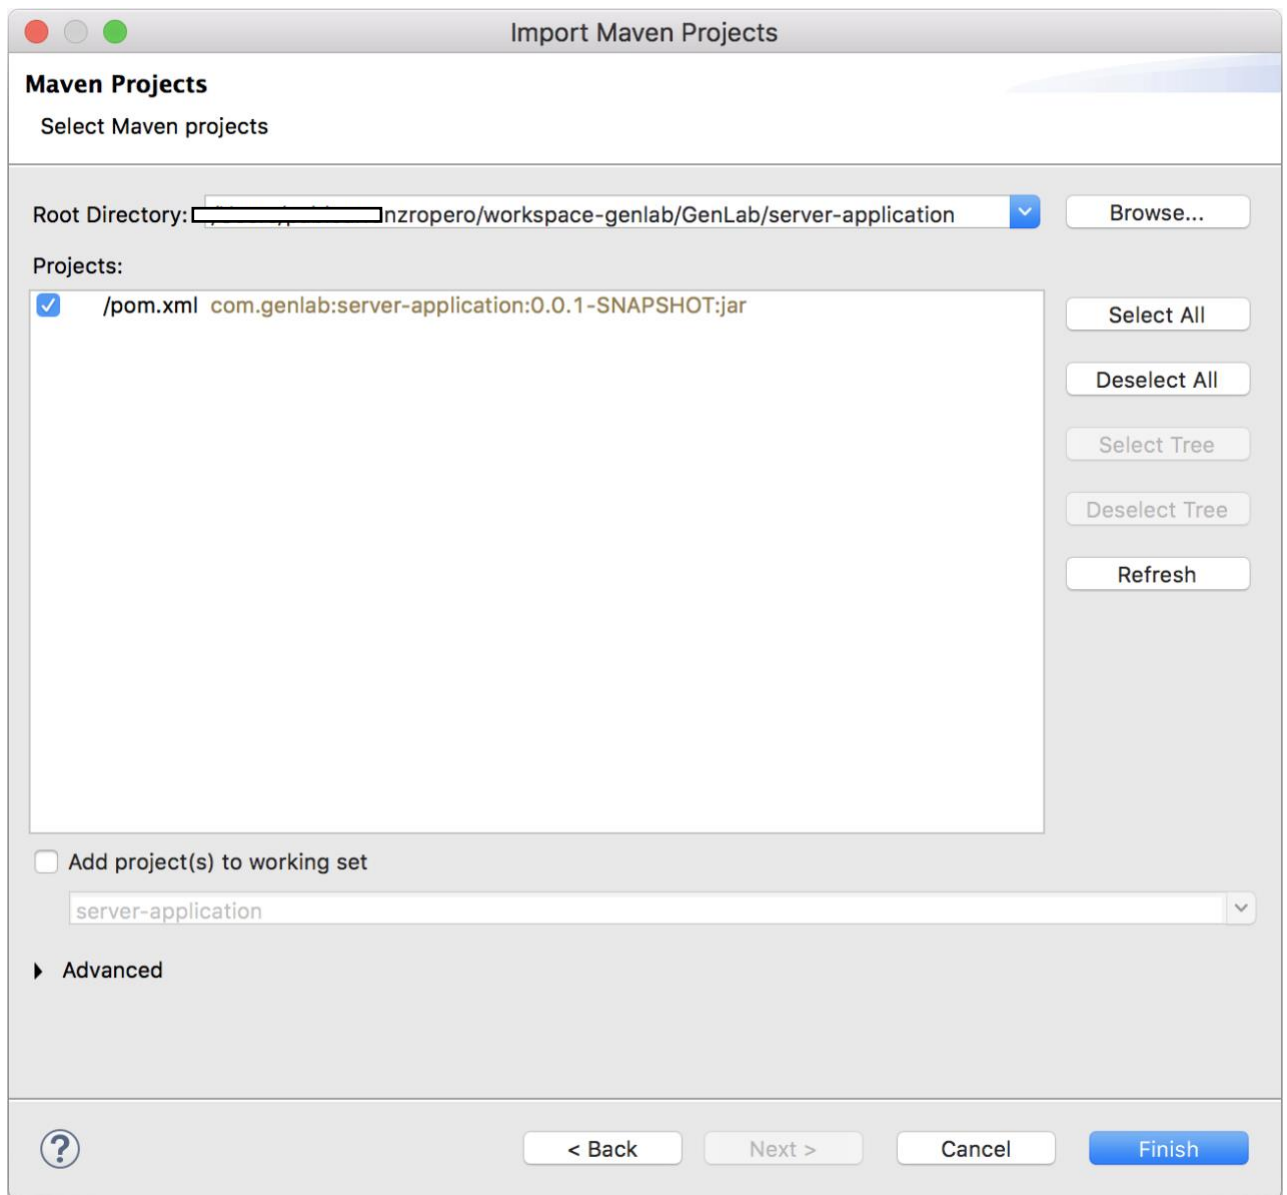 Import Maven Projects
Maven Projects
Select Maven projects
Root Directory: nzropero/workspace-genlab/GenLab/server-application Browse...
Projects:
/pom.xml com.genlab:server-application:0.0.1-SNAPSHOT:jar
Select All
Deselect All
Select Tree
Deselect Tree
Refresh
Add project(s) to working set
server-application
Advanced
? < Back Next > Cancel Finish